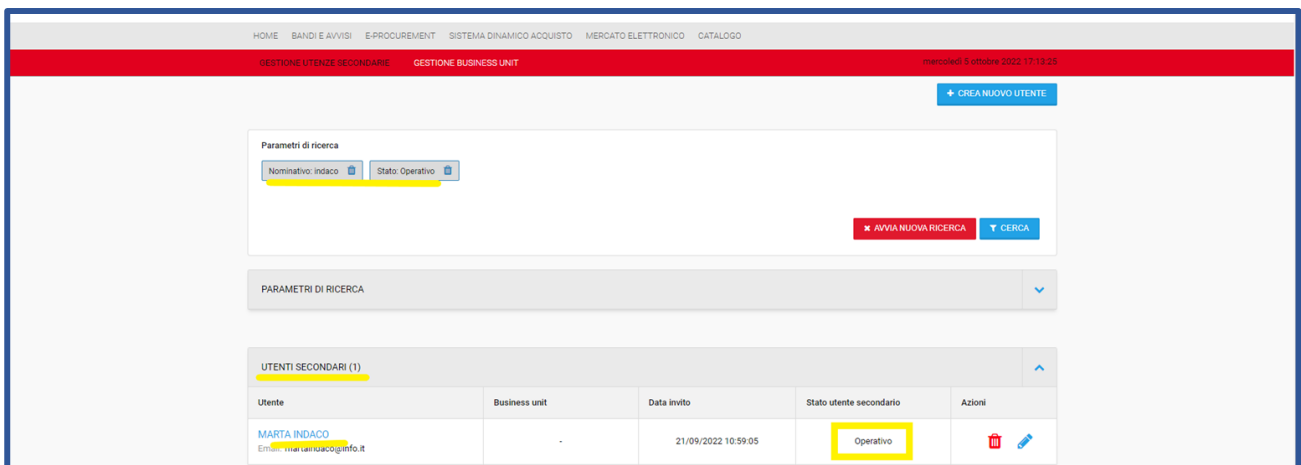 HOME BANDI E AVVISI E-PROCUREMENT SISTEMA DINAMICO ACQUISTO MERCATO ELETTRONICO CATALOGO
GESTIONE UTENZE SECONDARIE GESTIONE BUSINESS UNIT mercoledì 5 ottobre 2022 17:13:25
+ CREA NUOVO UTENTE
Parametri di ricerca
Nominativo: indaco Stato: Operativo
AVVIA NUOVA RICERCA CERCA
PARAMETRI DI RICERCA
UTENTI SECONDARI (1)
Utente Business unit Data invito Stato utente secondario Azioni
MARTA INDACO
- 21/09/2022 10:59:05 Operativo
Email: martaindaco@info.it